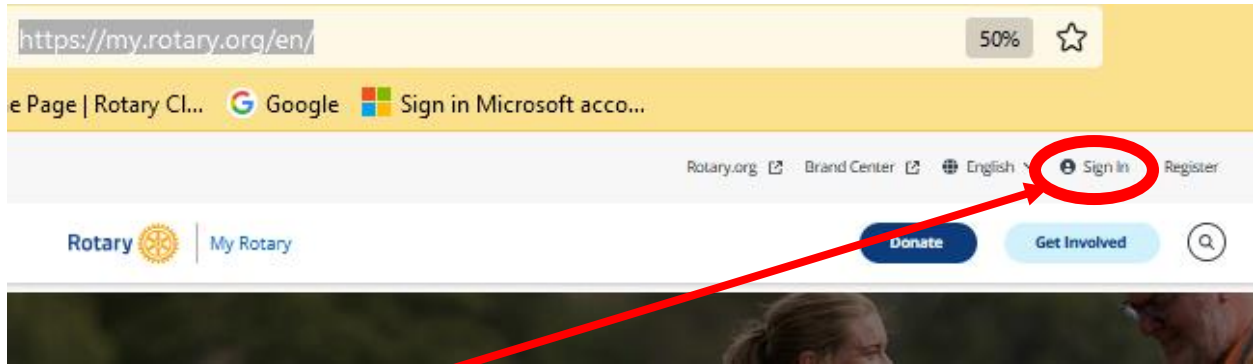 https://my.rotary.org/en/ 50%
e Page | Rotary Cl... Google Sign in Microsoft acco...
Rotary.org Brand Center English Sign In Register
Rotary My Rotary Donate Get Involved